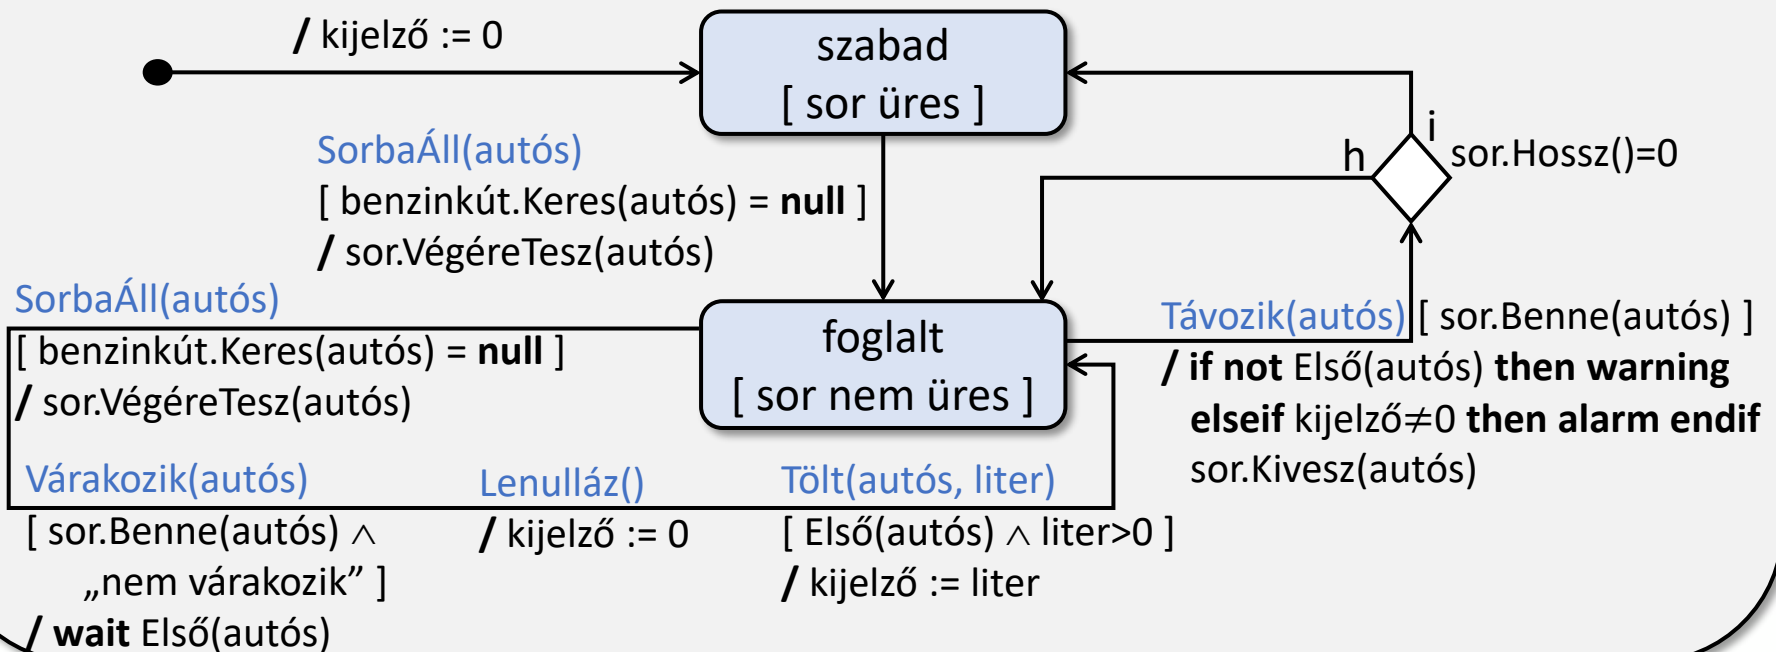 / kijelző := 0
szabad
[ sor üres ]
SorbaÁll(autós)
[ benzinkút.Keres(autós) = null ]
/ sor.VégéreTesz(autós)
i
h
sor.Hossz()=0
SorbaÁll(autós)
[ benzinkút.Keres(autós) = null ]
/ sor.VégéreTesz(autós)
foglalt
[ sor nem üres ]
Távozik(autós) [ sor.Benne(autós) ]
/ if not Első(autós) then warning
elseif kijelző≠0 then alarm endif
sor.Kivesz(autós)
Várakozik(autós)
[ sor.Benne(autós) ∧
„nem várakozik” ]
/ wait Első(autós)
Lenulláz()
/ kijelző := 0
Tölt(autós, liter)
[ Első(autós) ∧ liter>0 ]
/ kijelző := liter